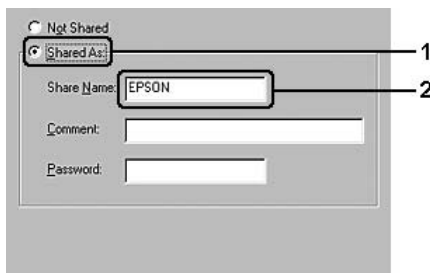 Not Shared
Shared As: 1
Share Name: EPSON 2
Comment:
Password: